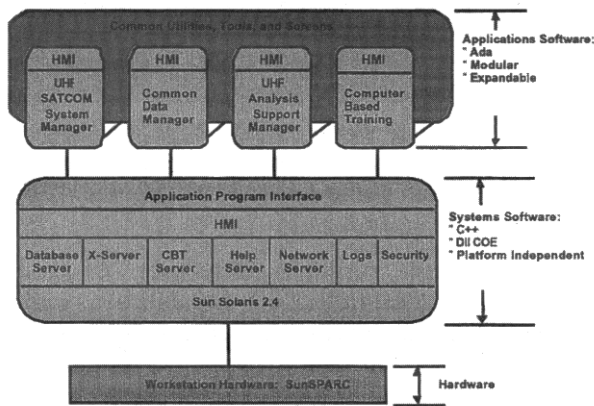 Common Utilities, Tools, and Screens
HMI
UHF
SATCOM
System
Manager
HMI
Common
Data
Manager
HMI
UHF
Analysis
Support
Manager
HMI
Computer
Based
Training
Applications Software:
* Ada
* Modular
* Expandable
Application Program Interface
HMI
Database
Server
X-Server
CBT
Server
Help
Server
Network
Server
Logs
Security
Sun Solaris 2.4
Systems Software:
* C++
* DII COE
* Platform Independent
Workstation Hardware: SunSPARC
Hardware